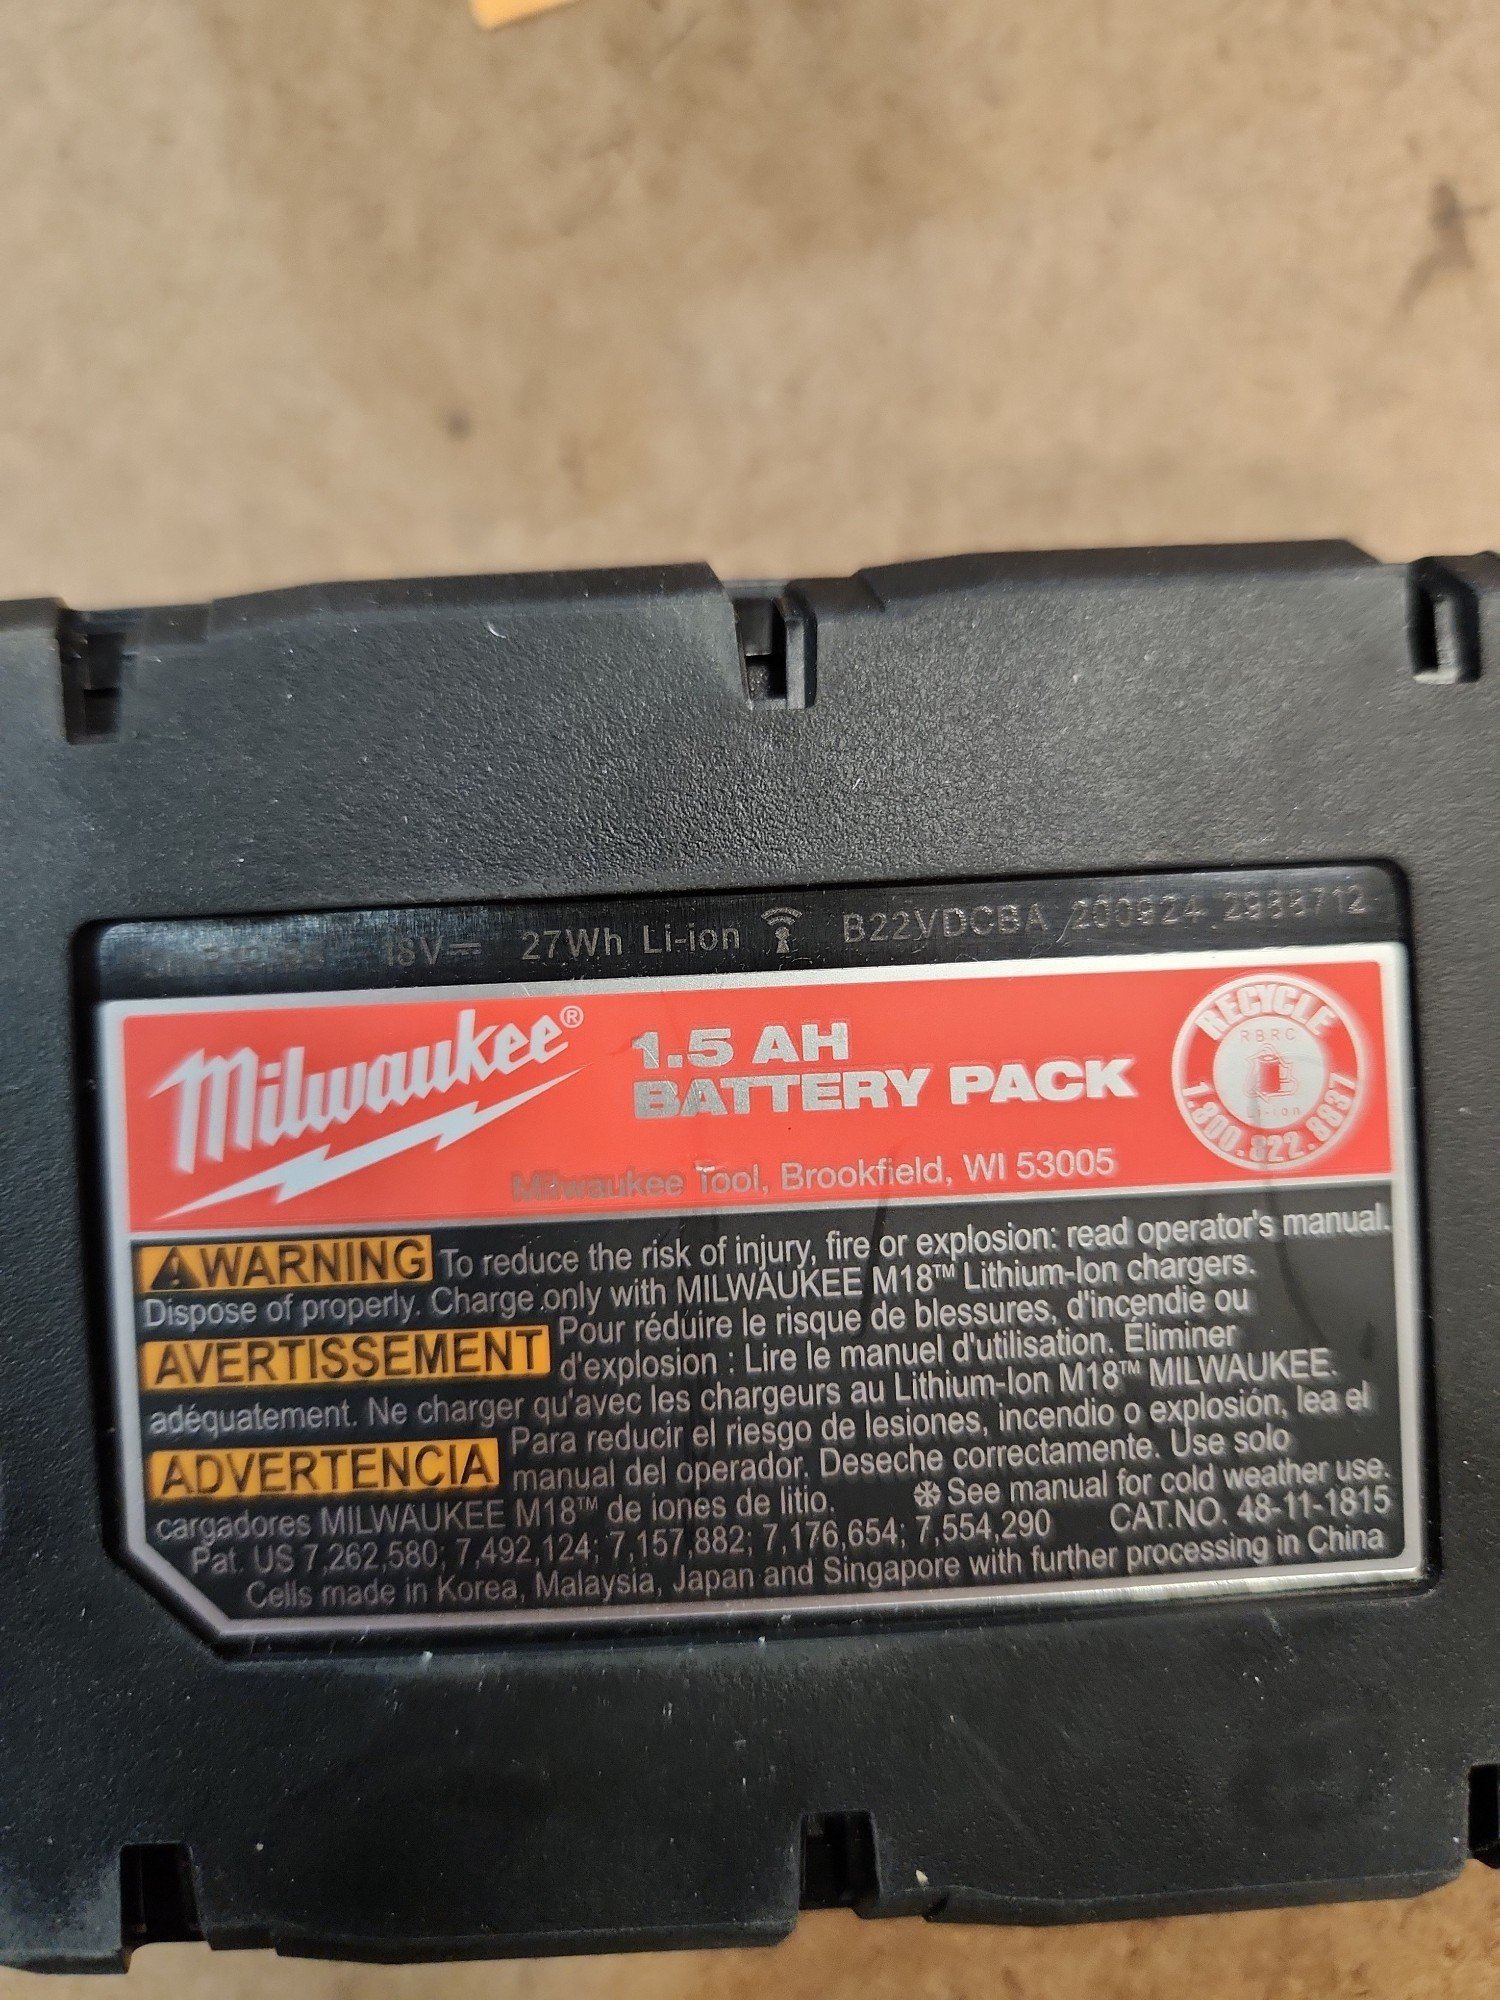 18V⎓ 27Wh Li-ion B22VDCBA 200924
Milwaukee®
1.5 AH
BATTERY PACK
Milwaukee Tool, Brookfield, WI 53005
RECYCLE
RBRC
Li-ion
1.800.822.8837
WARNING To reduce the risk of injury, fire or explosion: read operator's manual.
Dispose of properly. Charge only with MILWAUKEE M18™ Lithium-Ion chargers.
AVERTISSEMENT Pour réduire le risque de blessures, d'incendie ou
d'explosion : Lire le manuel d'utilisation. Éliminer
adéquatement. Ne charger qu'avec les chargeurs au Lithium-Ion M18™ MILWAUKEE.
ADVERTENCIA Para reducir el riesgo de lesiones, incendio o explosión, lea el
manual del operador. Deseche correctamente. Use solo
cargadores MILWAUKEE M18™ de iones de litio. ❄See manual for cold weather use.
Pat. US 7,262,580; 7,492,124; 7,157,882; 7,176,654; 7,554,290 CAT.NO. 48-11-1815
Cells made in Korea, Malaysia, Japan and Singapore with further processing in China